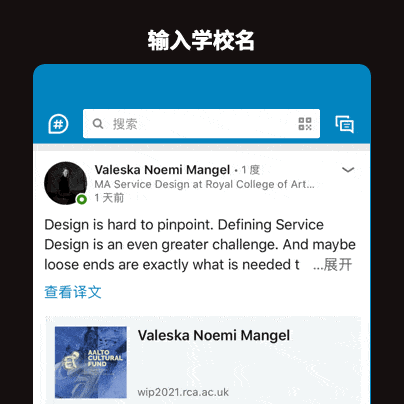 输入学校名
搜索
Valeska Noemi Mangel • 1 度
MA Service Design at Royal College of Art...
1 天前
Design is hard to pinpoint. Defining Service
Design is an even greater challenge. And maybe
loose ends are exactly what is needed t ...展开
查看译文
Valeska Noemi Mangel
AALTO
CULTURAL
FUND
wip2021.rca.ac.uk